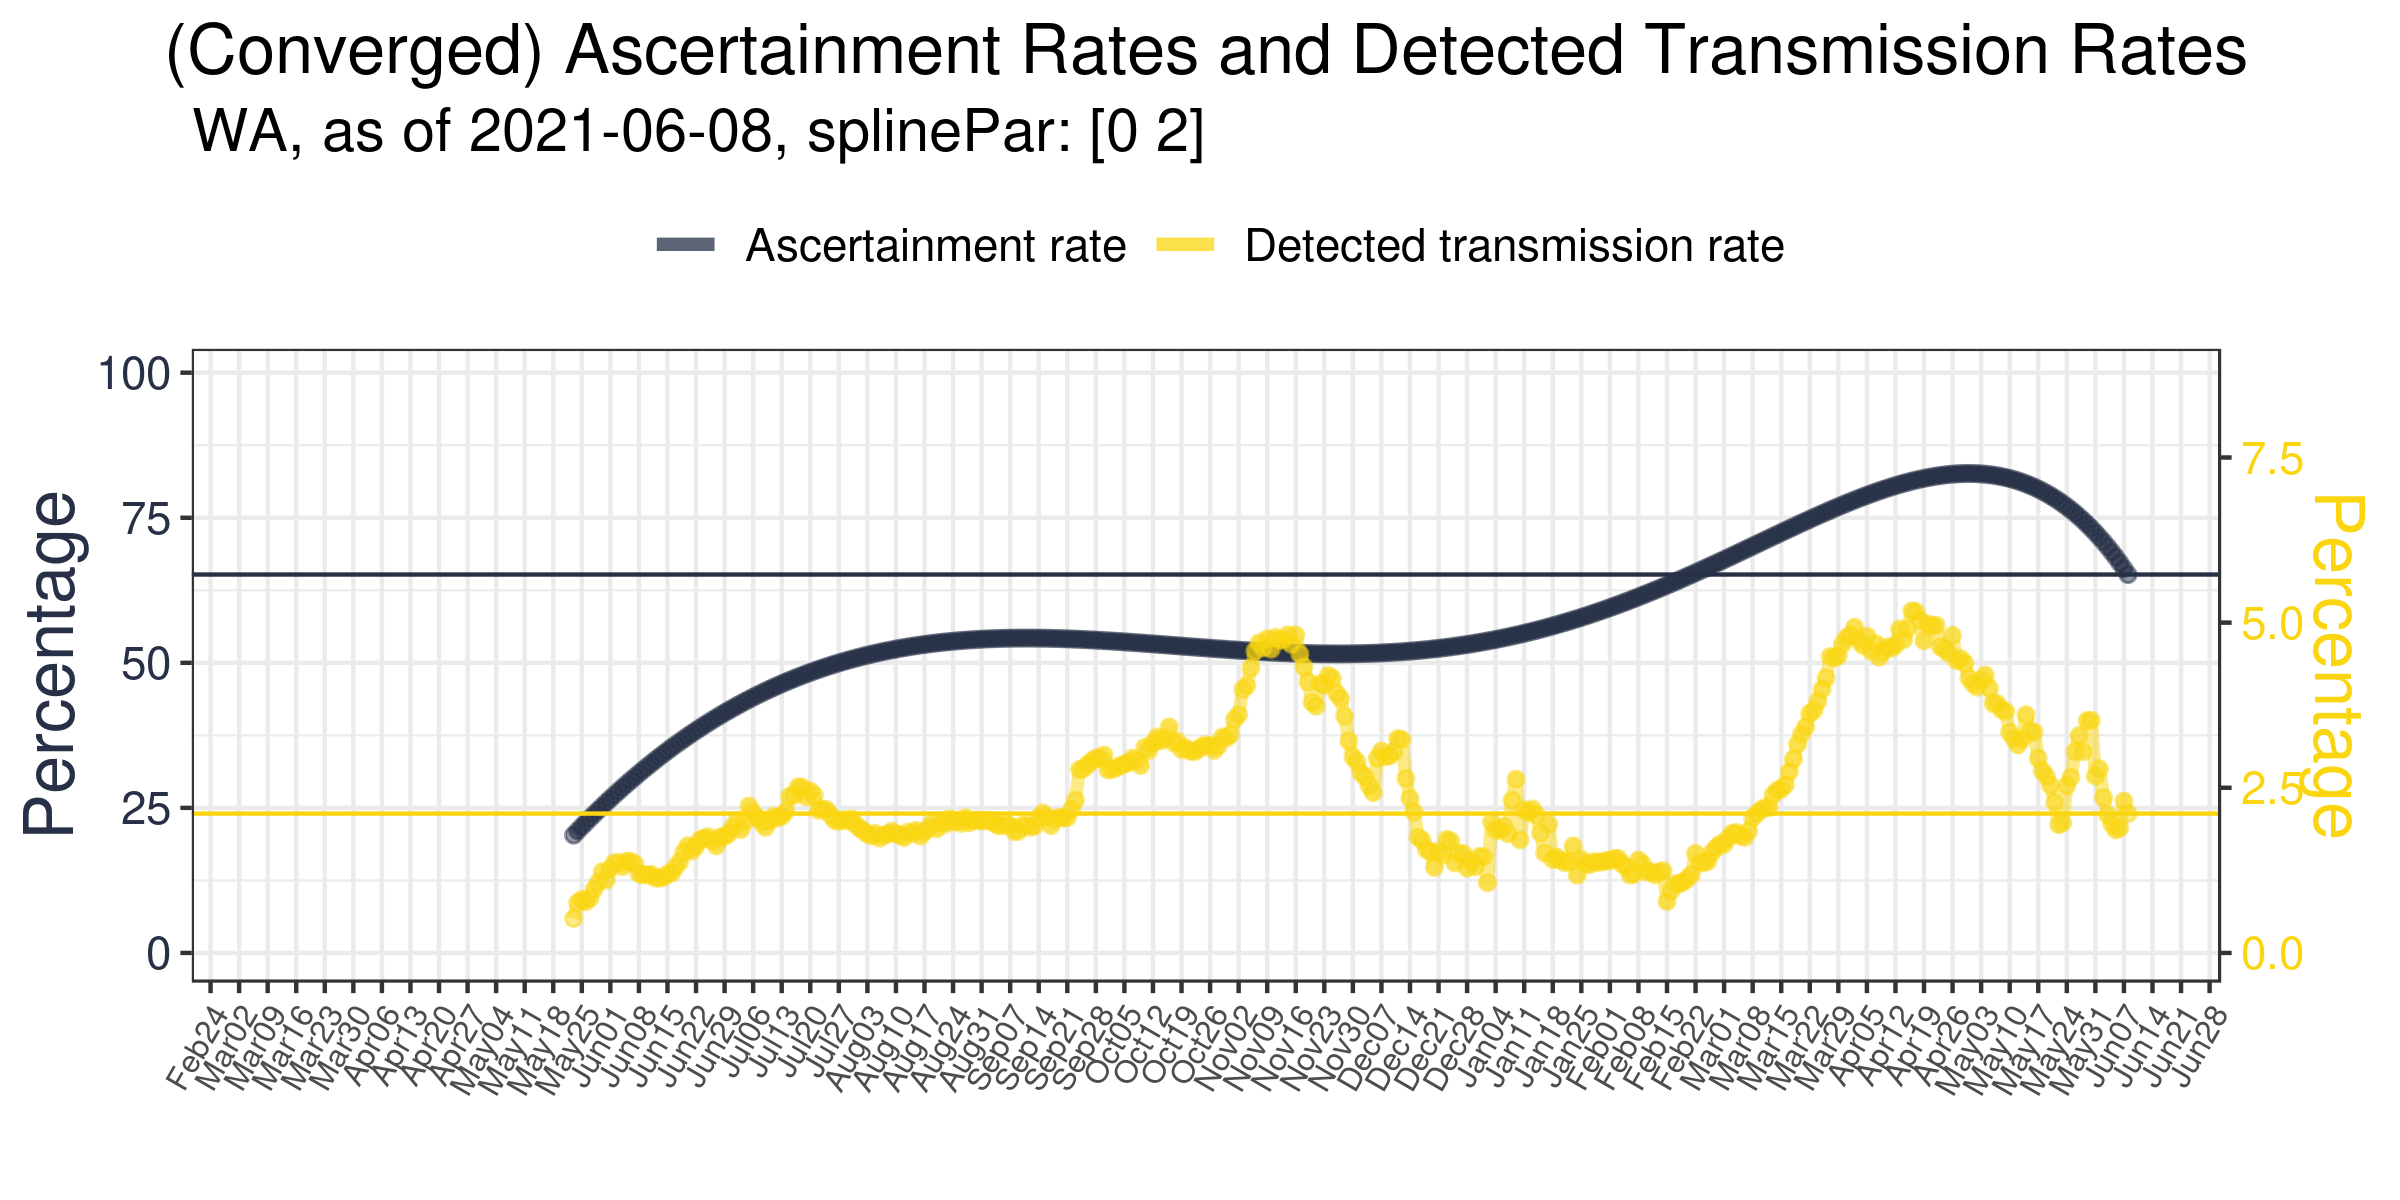 (Converged) Ascertainment Rates and Detected Transmission Rates
WA, as of 2021-06-08, splinePar: [0 2]
Ascertainment rate
Detected transmission rate
Percentage
100
75
50
25
0
7.5
5.0
2.5
0.0
Percentage
Feb24
Mar02
Mar09
Mar16
Mar23
Mar30
Apr06
Apr13
Apr20
Apr27
May04
May11
May18
May25
Jun01
Jun08
Jun15
Jun22
Jun29
Jul06
Jul13
Jul20
Jul27
Aug03
Aug10
Aug17
Aug24
Aug31
Sep07
Sep14
Sep21
Sep28
Oct05
Oct12
Oct19
Oct26
Nov02
Nov09
Nov16
Nov23
Nov30
Dec07
Dec14
Dec21
Dec28
Jan04
Jan11
Jan18
Jan25
Feb01
Feb08
Feb15
Feb22
Mar01
Mar08
Mar15
Mar22
Mar29
Apr05
Apr12
Apr19
Apr26
May03
May10
May17
May24
May31
Jun07
Jun14
Jun21
Jun28